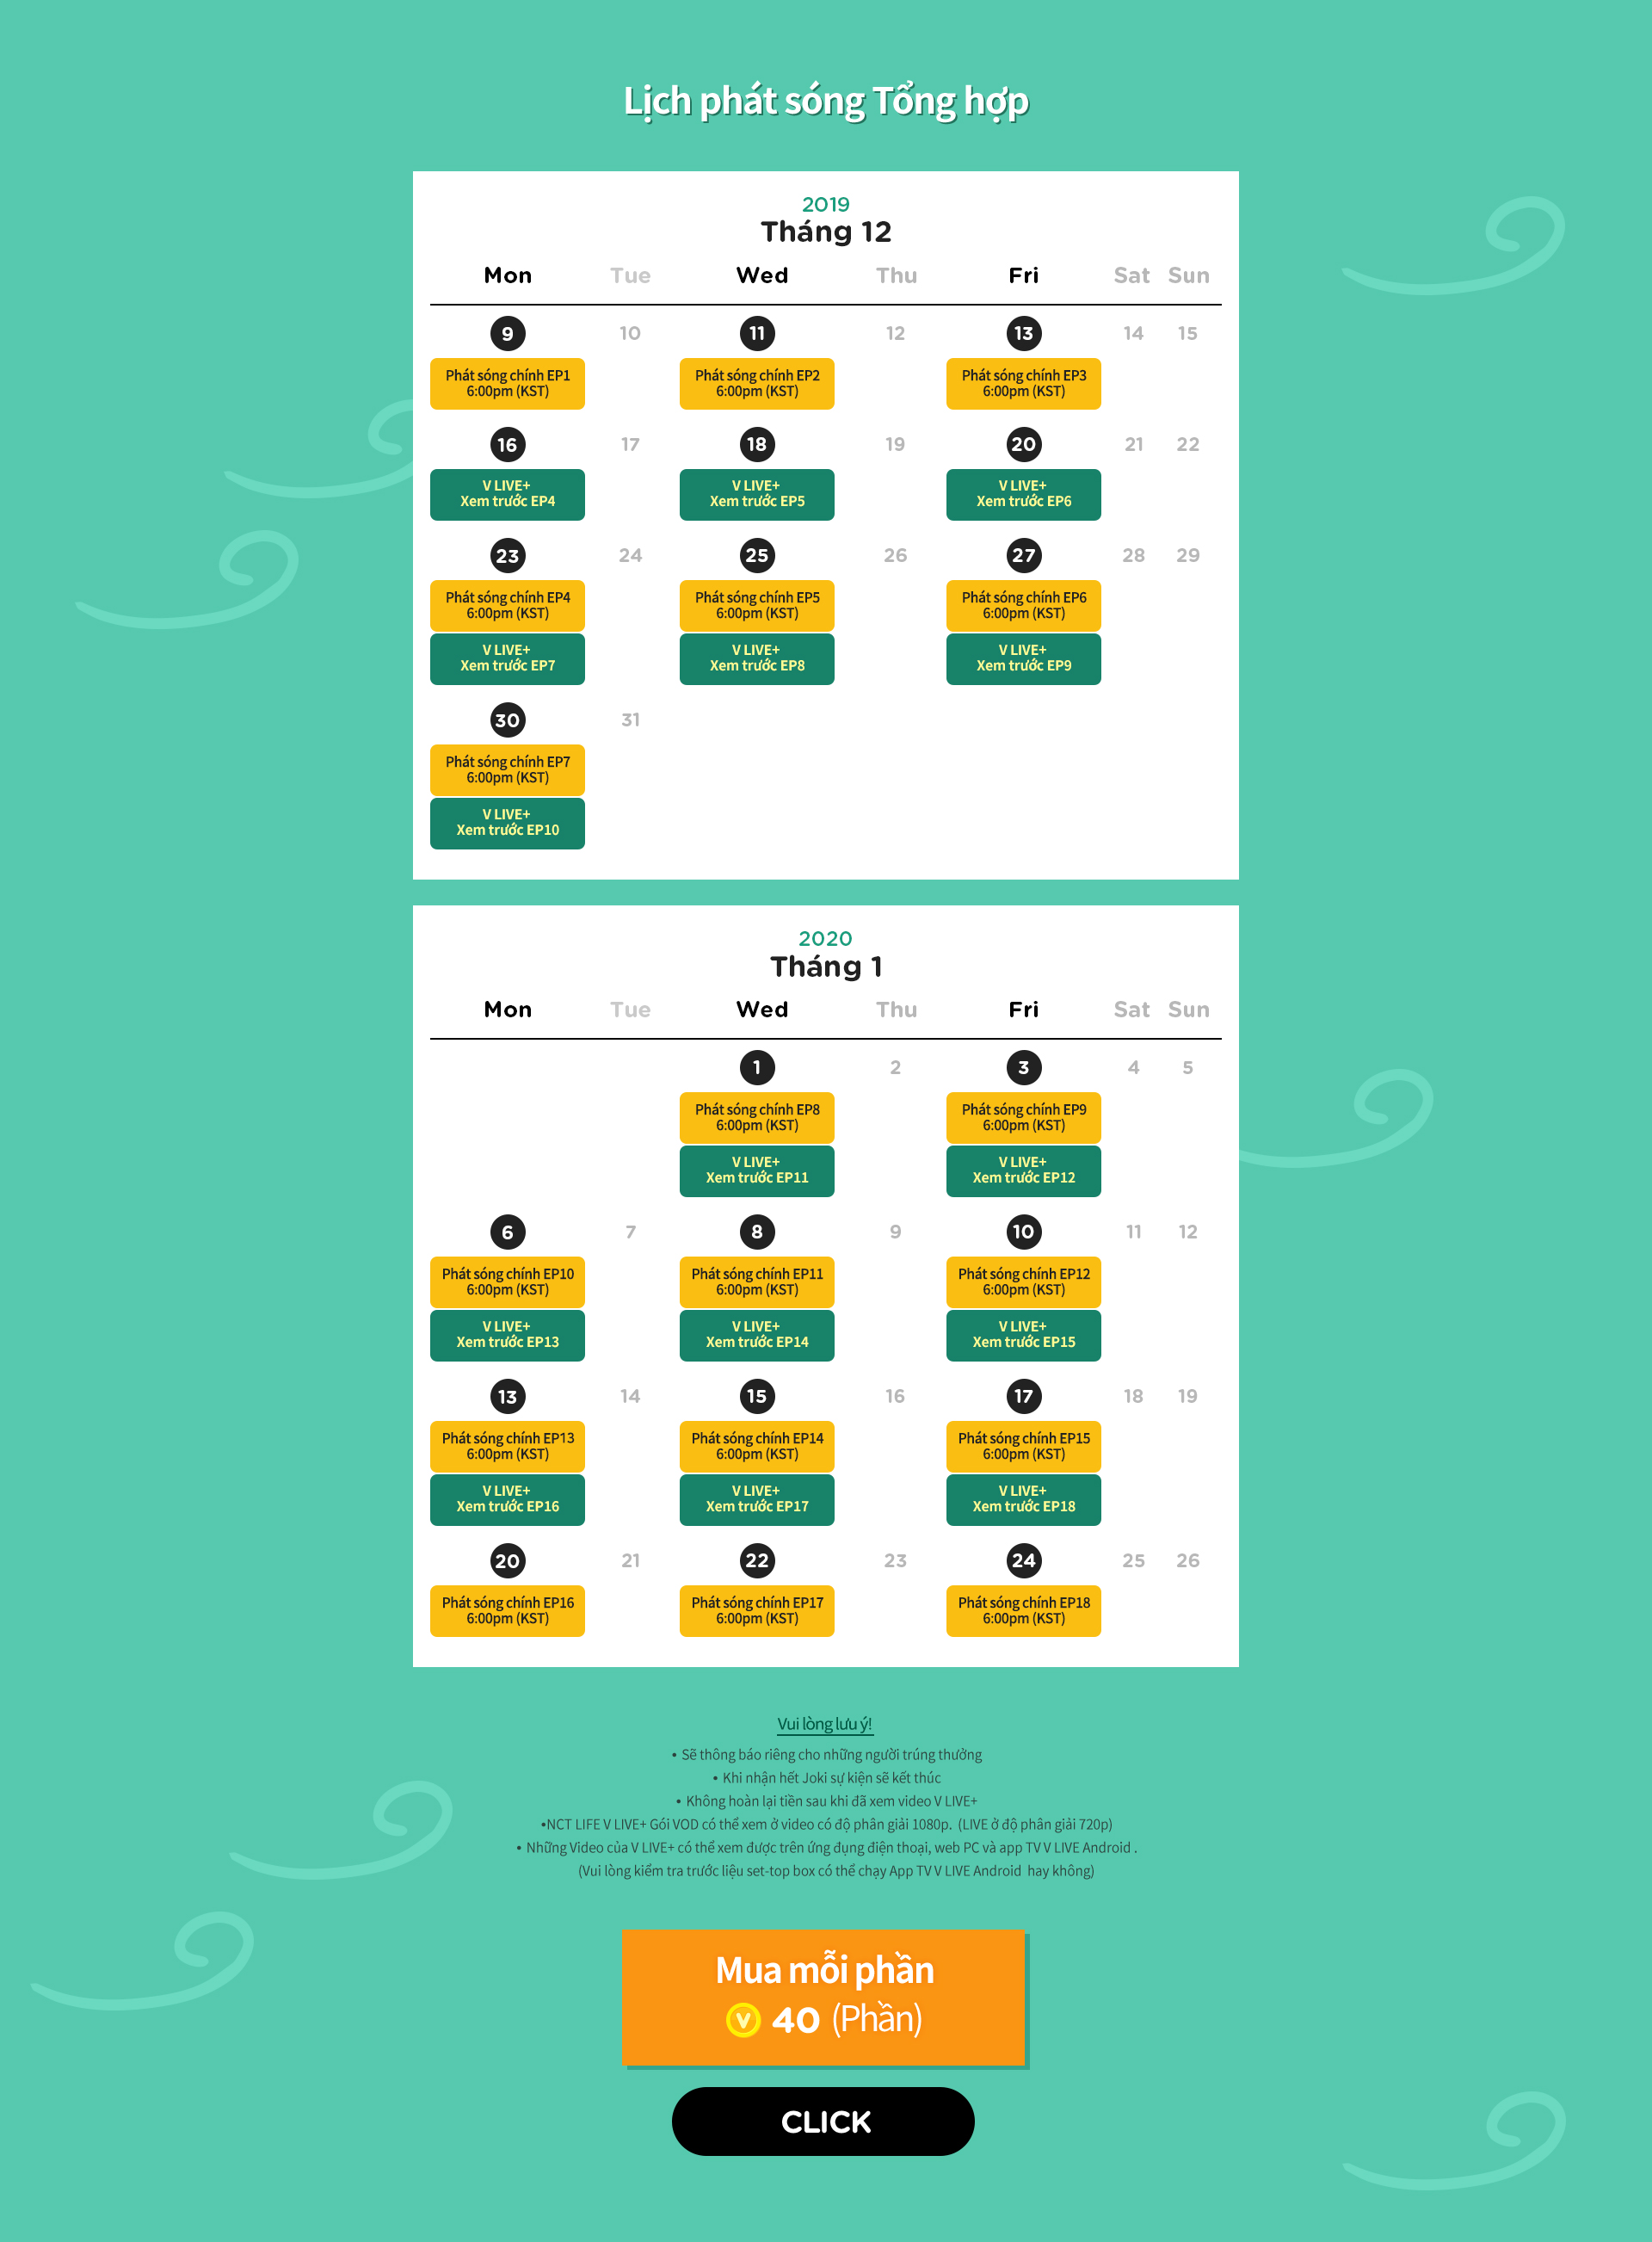 Lịch phát sóng Tổng hợp
2019
Tháng 12
Mon Tue Wed Thu Fri Sat Sun
9 10 11 12 13 14 15
Phát sóng chính EP1 Phát sóng chính EP2 Phát sóng chính EP3
6:00pm (KST) 6:00pm (KST) 6:00pm (KST)
16 17 18 19 20 21 22
V LIVE+ V LIVE+ V LIVE+
Xem trước EP4 Xem trước EP5 Xem trước EP6
23 24 25 26 27 28 29
Phát sóng chính EP4 Phát sóng chính EP5 Phát sóng chính EP6
6:00pm (KST) 6:00pm (KST) 6:00pm (KST)
V LIVE+ V LIVE+ V LIVE+
Xem trước EP7 Xem trước EP8 Xem trước EP9
30 31
Phát sóng chính EP7
6:00pm (KST)
V LIVE+
Xem trước EP10
2020
Tháng 1
Mon Tue Wed Thu Fri Sat Sun
1 2 3 4 5
Phát sóng chính EP8 Phát sóng chính EP9
6:00pm (KST) 6:00pm (KST)
V LIVE+ V LIVE+
Xem trước EP11 Xem trước EP12
6 7 8 9 10 11 12
Phát sóng chính EP10 Phát sóng chính EP11 Phát sóng chính EP12
6:00pm (KST) 6:00pm (KST) 6:00pm (KST)
V LIVE+ V LIVE+ V LIVE+
Xem trước EP13 Xem trước EP14 Xem trước EP15
13 14 15 16 17 18 19
Phát sóng chính EP13 Phát sóng chính EP14 Phát sóng chính EP15
6:00pm (KST) 6:00pm (KST) 6:00pm (KST)
V LIVE+ V LIVE+ V LIVE+
Xem trước EP16 Xem trước EP17 Xem trước EP18
20 21 22 23 24 25 26
Phát sóng chính EP16 Phát sóng chính EP17 Phát sóng chính EP18
6:00pm (KST) 6:00pm (KST) 6:00pm (KST)
Vui lòng lưu ý!
• Sẽ thông báo riêng cho những người trúng thưởng
• Khi nhận hết Joki sự kiện sẽ kết thúc
• Không hoàn lại tiền sau khi đã xem video V LIVE+
•NCT LIFE V LIVE+ Gói VOD có thể xem ở video có độ phân giải 1080p. (LIVE ở độ phân giải 720p)
• Những Video của V LIVE+ có thể xem được trên ứng dụng điện thoại, web PC và app TV V LIVE Android .
(Vui lòng kiểm tra trước liệu set-top box có thể chạy App TV V LIVE Android hay không)
Mua mỗi phần
V 40 (Phần)
CLICK